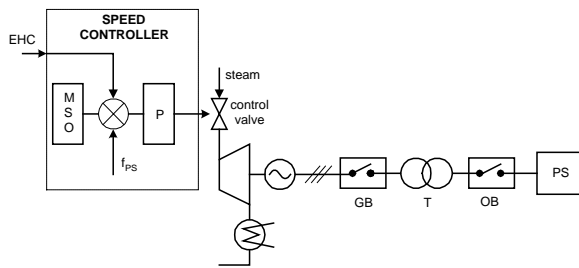 SPEED
CONTROLLER
EHC
M
S
O
P
f PS
steam
control
valve
GB
T
OB
PS